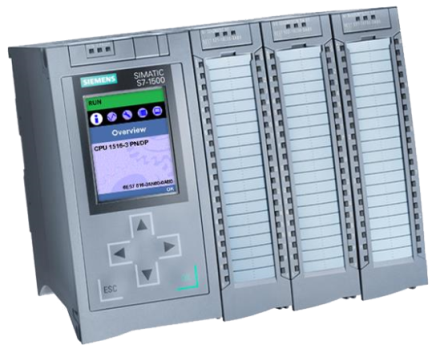 SIEMENS
SIMATIC
S7-1500
RUN
Overview
CPU 1516-3 PN/DP
OK
ESC